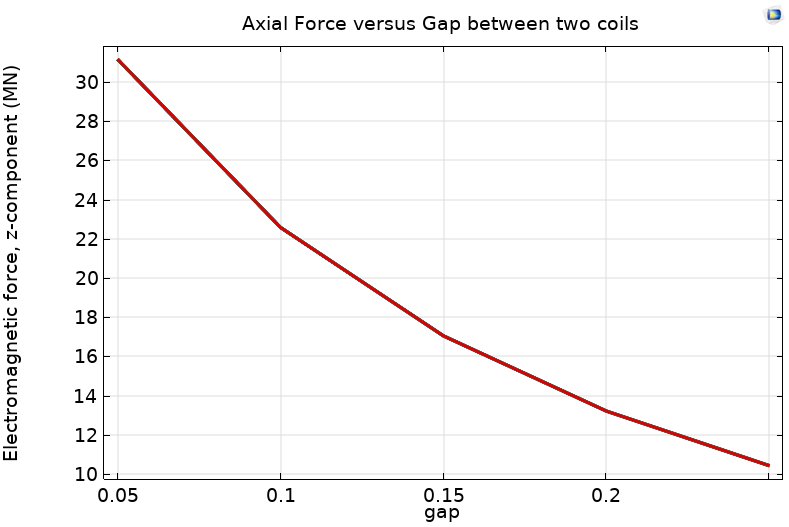 Axial Force versus Gap between two coils
Electromagnetic force, z-component (MN)
30
28
26
24
22
20
18
16
14
12
10
0.05 0.1 0.15 0.2
gap